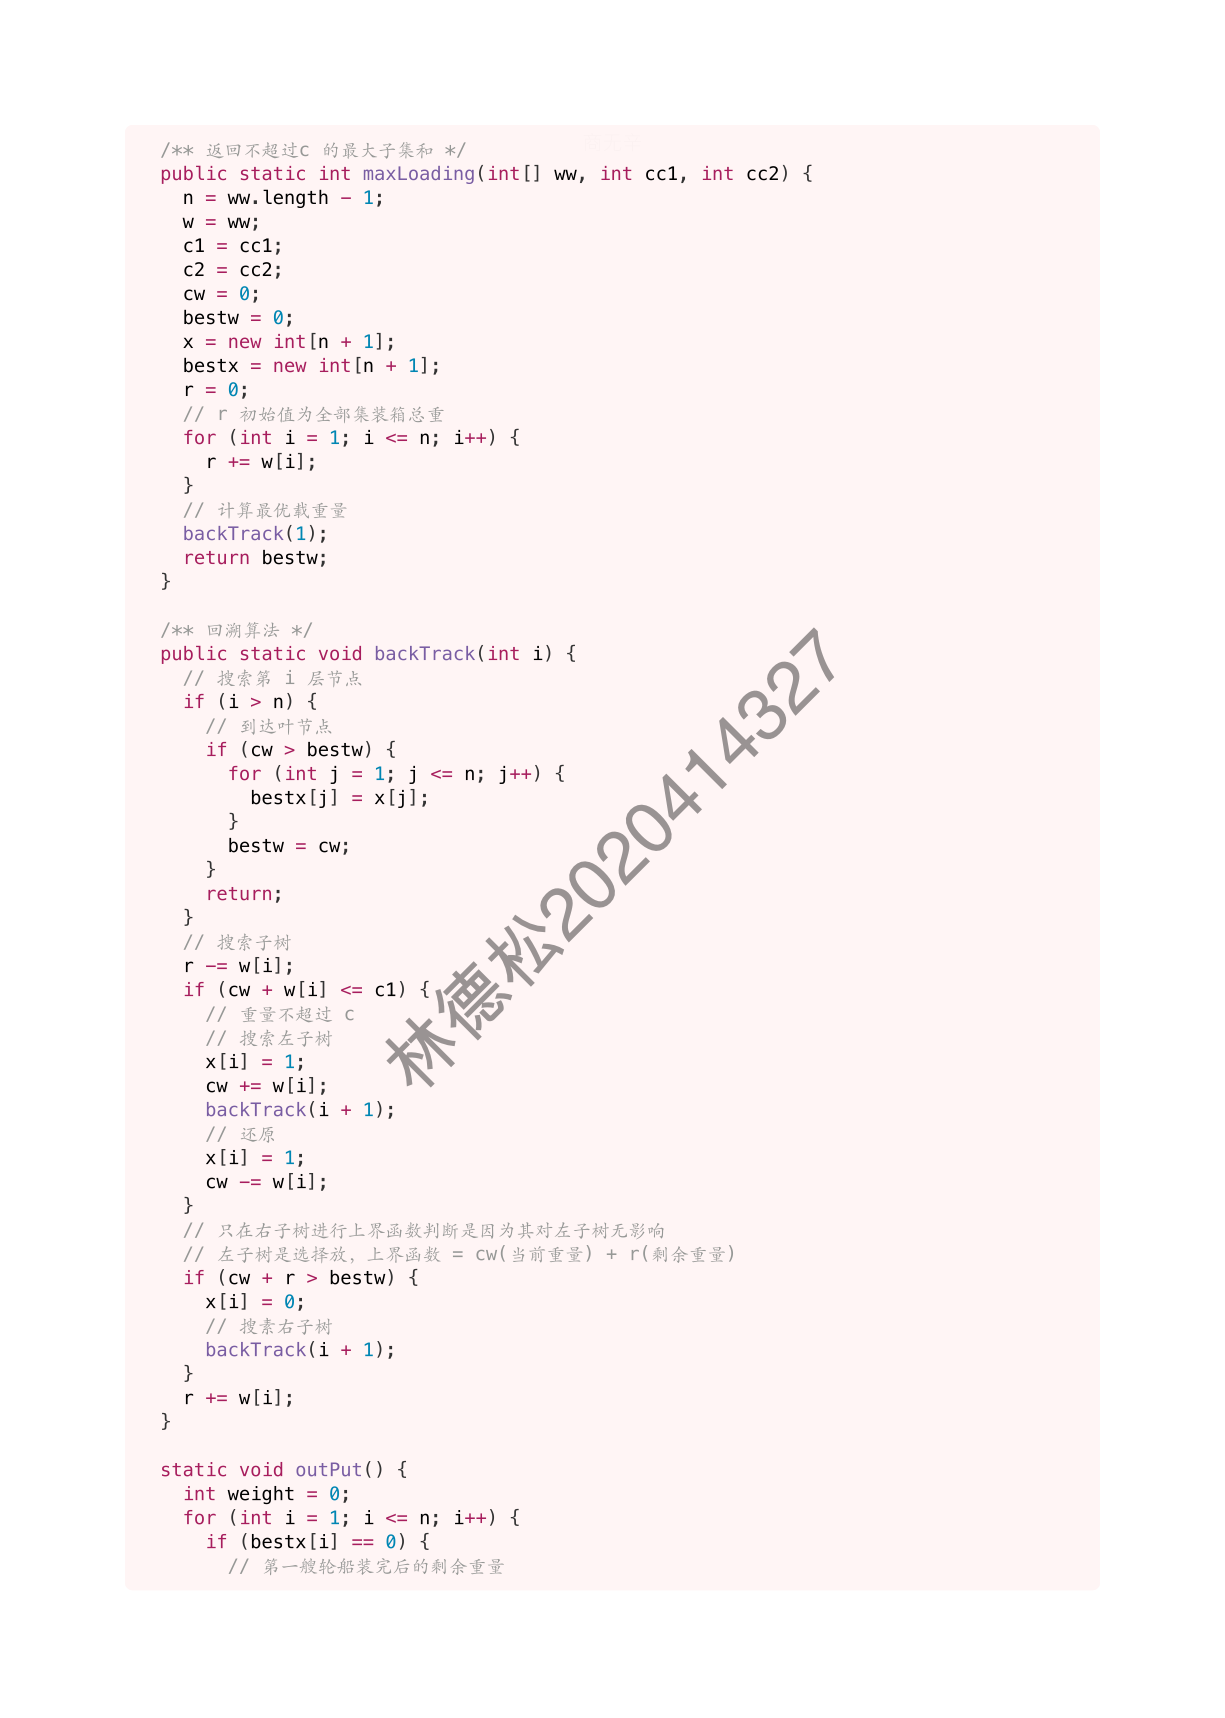 /** 返回不超过c 的最大子集和 */
public static int maxLoading(int[] ww, int cc1, int cc2) {
  n = ww.length - 1;
  w = ww;
  c1 = cc1;
  c2 = cc2;
  cw = 0;
  bestw = 0;
  x = new int[n + 1];
  bestx = new int[n + 1];
  r = 0;
  // r 初始值为全部集装箱总重
  for (int i = 1; i <= n; i++) {
    r += w[i];
  }
  // 计算最优载重量
  backTrack(1);
  return bestw;
}

/** 回溯算法 */
public static void backTrack(int i) {
  // 搜索第 i 层节点
  if (i > n) {
    // 到达叶节点
    if (cw > bestw) {
      for (int j = 1; j <= n; j++) {
        bestx[j] = x[j];
      }
      bestw = cw;
    }
    return;
  }
  // 搜索子树
  r -= w[i];
  if (cw + w[i] <= c1) {
    // 重量不超过 c
    // 搜索左子树
    x[i] = 1;
    cw += w[i];
    backTrack(i + 1);
    // 还原
    x[i] = 1;
    cw -= w[i];
  }
  // 只在右子树进行上界函数判断是因为其对左子树无影响
  // 左子树是选择放，上界函数 = cw(当前重量) + r(剩余重量)
  if (cw + r > bestw) {
    x[i] = 0;
    // 搜素右子树
    backTrack(i + 1);
  }
  r += w[i];
}

static void outPut() {
  int weight = 0;
  for (int i = 1; i <= n; i++) {
    if (bestx[i] == 0) {
      // 第一艘轮船装完后的剩余重量
林德松2020414327